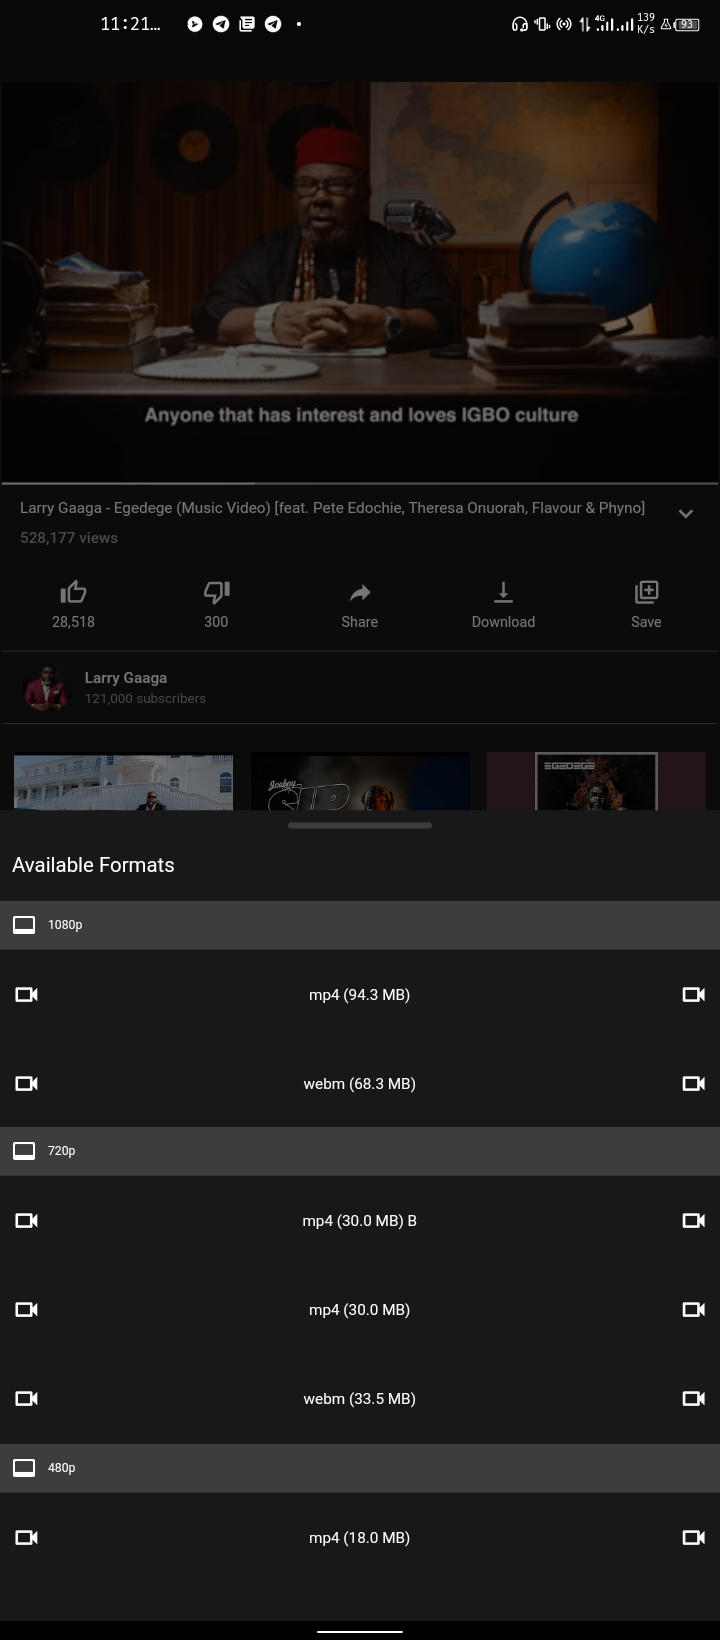 11:21…
4G
139
K/s
93
Anyone that has interest and loves IGBO culture
Larry Gaaga - Egedege (Music Video) [feat. Pete Edochie, Theresa Onuorah, Flavour & Phyno]
528,177 views
28,518
300
Share
Download
Save
Larry Gaaga
121,000 subscribers
Joeboy
EGEDEGE
Available Formats
1080p
mp4 (94.3 MB)
webm (68.3 MB)
720p
mp4 (30.0 MB) B
mp4 (30.0 MB)
webm (33.5 MB)
480p
mp4 (18.0 MB)